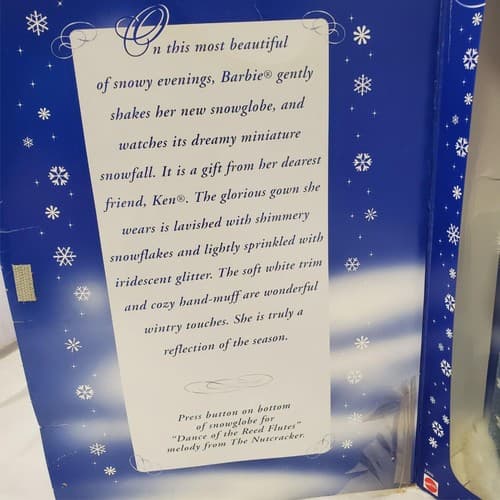 On this most beautiful
of snowy evenings, Barbie® gently
shakes her new snowglobe, and
watches its dreamy miniature
snowfall. It is a gift from her dearest
friend, Ken®. The glorious gown she
wears is lavished with shimmery
snowflakes and lightly sprinkled with
iridescent glitter. The soft white trim
and cozy hand-muff are wonderful
wintry touches. She is truly a
reflection of the season.
Press button on bottom
of snowglobe for
"Dance of the Reed Flutes"
melody from The Nutcracker.